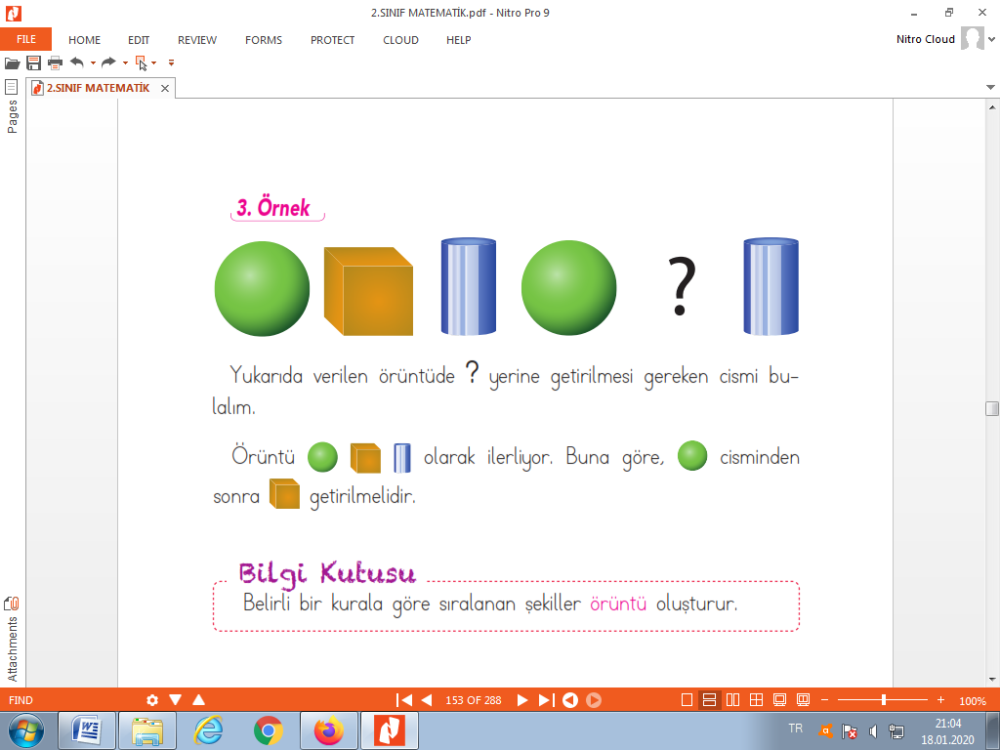 2.SINIF MATEMATİK.pdf - Nitro Pro 9
FILE HOME EDIT REVIEW FORMS PROTECT CLOUD HELP Nitro Cloud
2.SINIF MATEMATİK
Pages
3. Örnek
?
Yukarıda verilen örüntüde ? yerine getirilmesi gereken cismi bu-
lalım.
Örüntü olarak ilerliyor. Buna göre, cisminden
sonra getirilmelidir.
Bilgi Kutusu
Belirli bir kurala göre sıralanan şekiller örüntü oluşturur.
Attachments
FIND 153 OF 288 100%
TR 21:04
18.01.2020